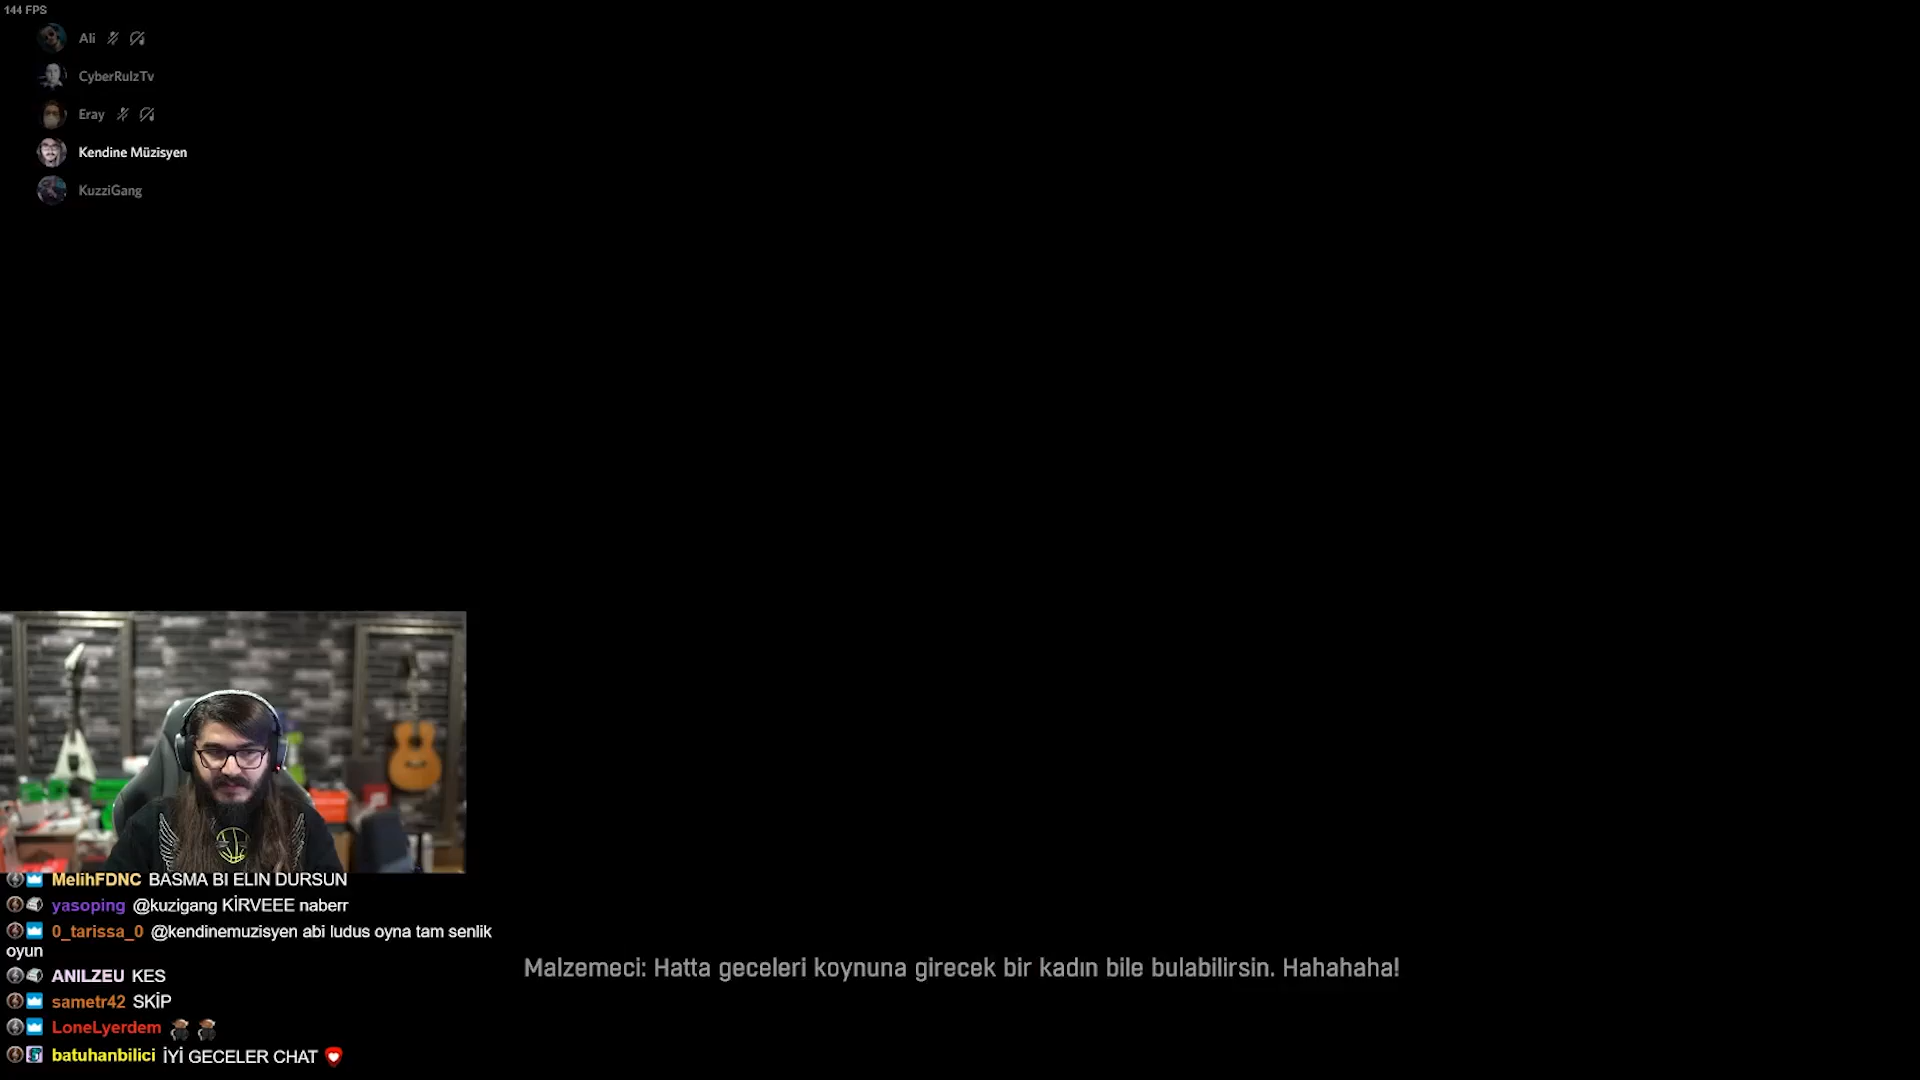 144 FPS
Ali
CyberRulzTv
Eray
Kendine Müzisyen
KuzziGang
MelihFDNC BASMA BI ELIN DURSUN
yasoping @kuzigang KİRVEEE naberr
0_tarissa_0 @kendinemuzisyen abi ludus oyna tam senlik
oyun
ANILZEU KES
sametr42 SKİP
LoneLyerdem
batuhanbilici İYİ GECELER CHAT
Malzemeci: Hatta geceleri koynuna girecek bir kadın bile bulabilirsin. Hahahaha!